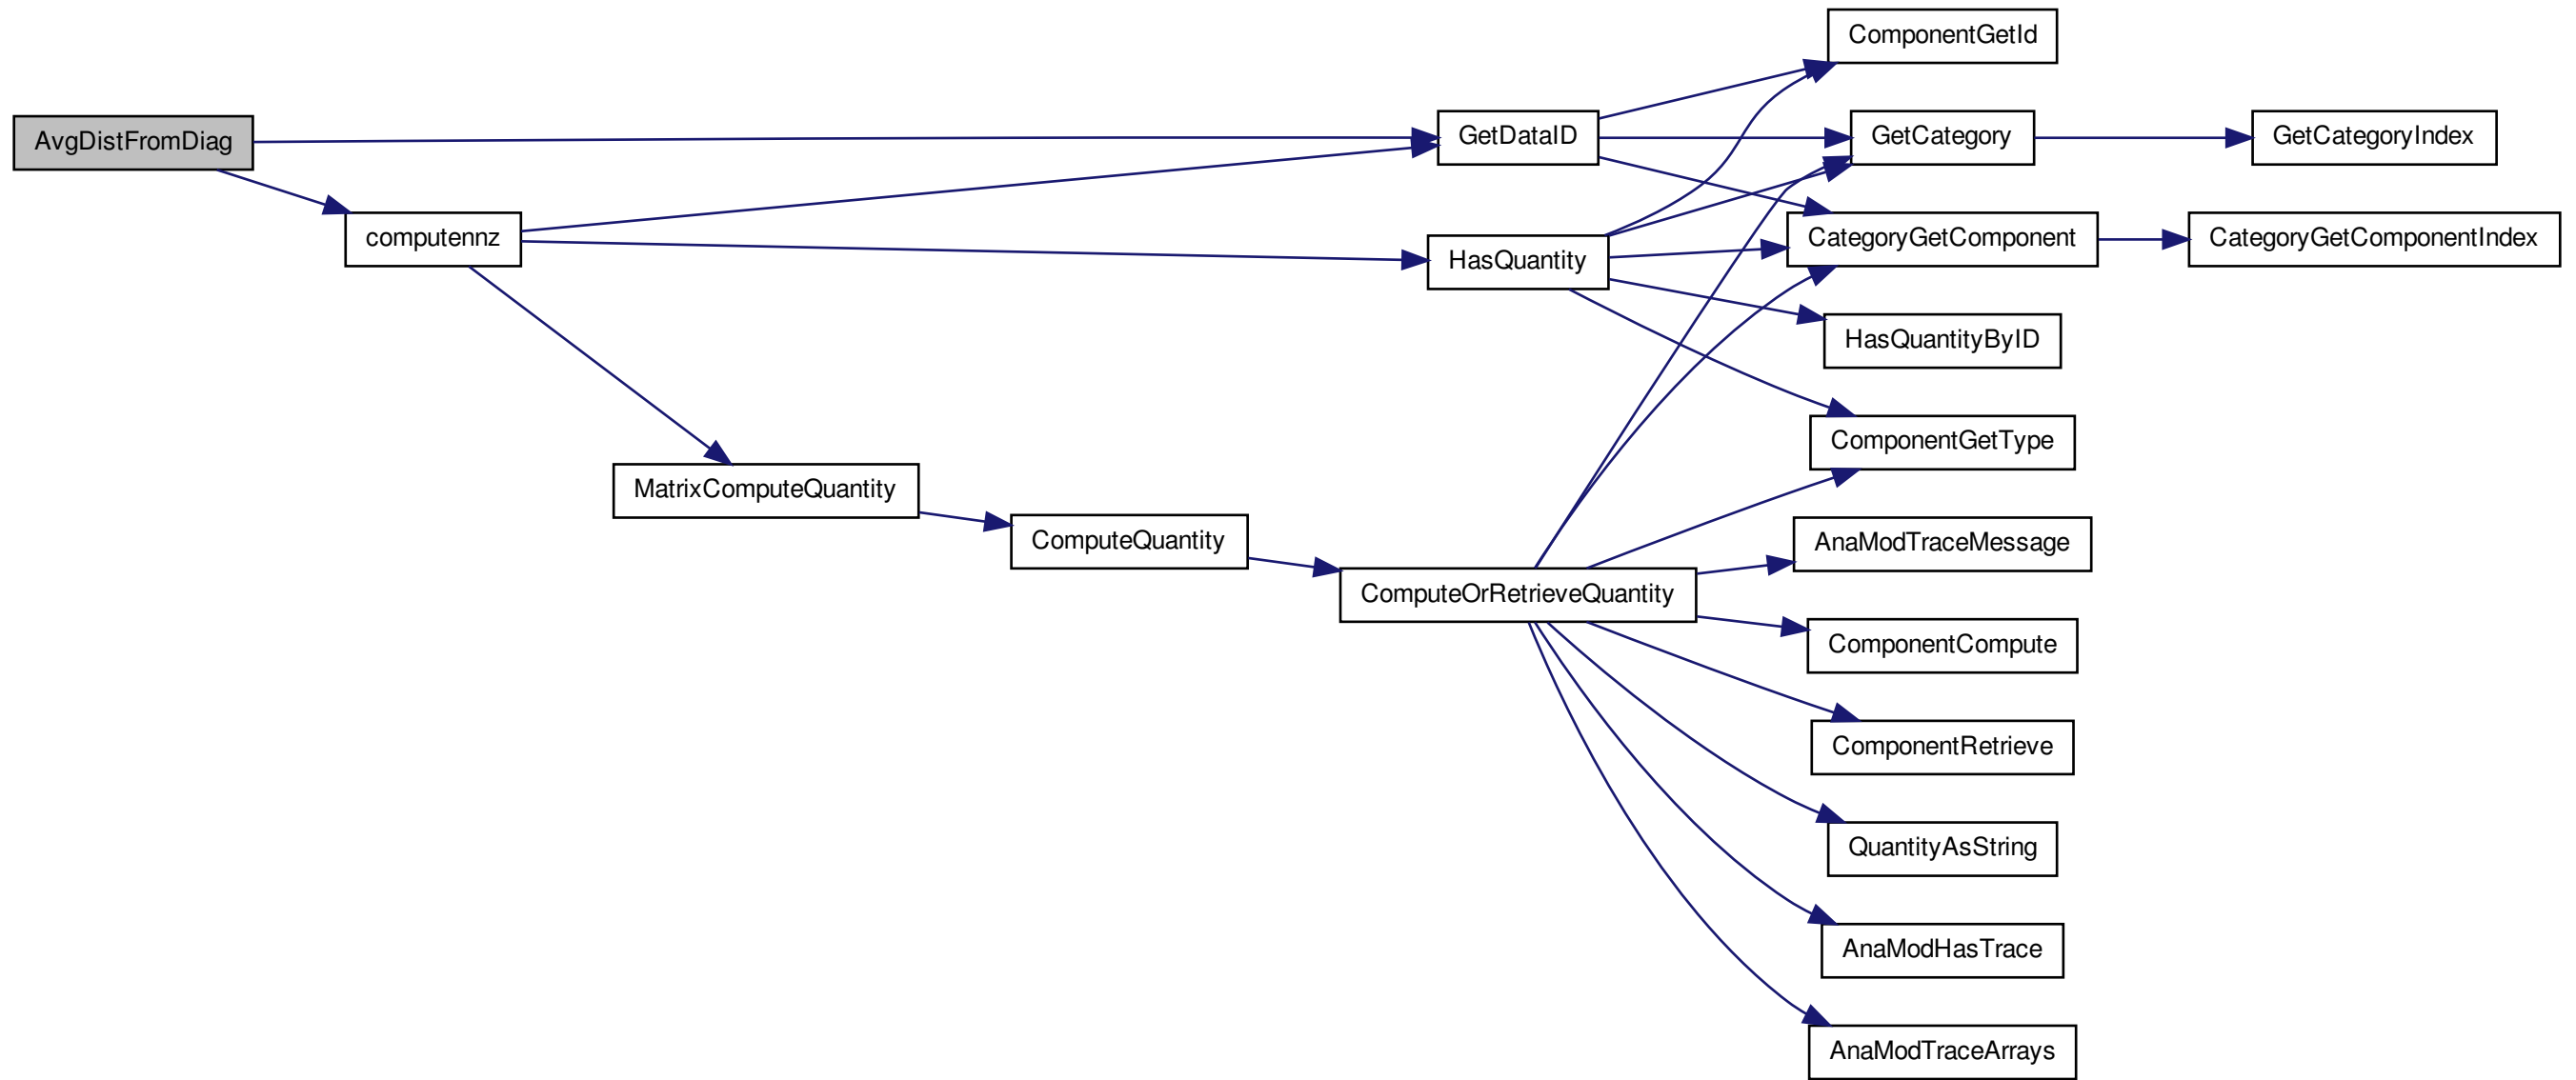 ComponentGetId
AvgDistFromDiag
GetDataID
GetCategory
GetCategoryIndex
computennz
HasQuantity
CategoryGetComponent
CategoryGetComponentIndex
HasQuantityByID
ComponentGetType
MatrixComputeQuantity
ComputeQuantity
AnaModTraceMessage
ComputeOrRetrieveQuantity
ComponentCompute
ComponentRetrieve
QuantityAsString
AnaModHasTrace
AnaModTraceArrays